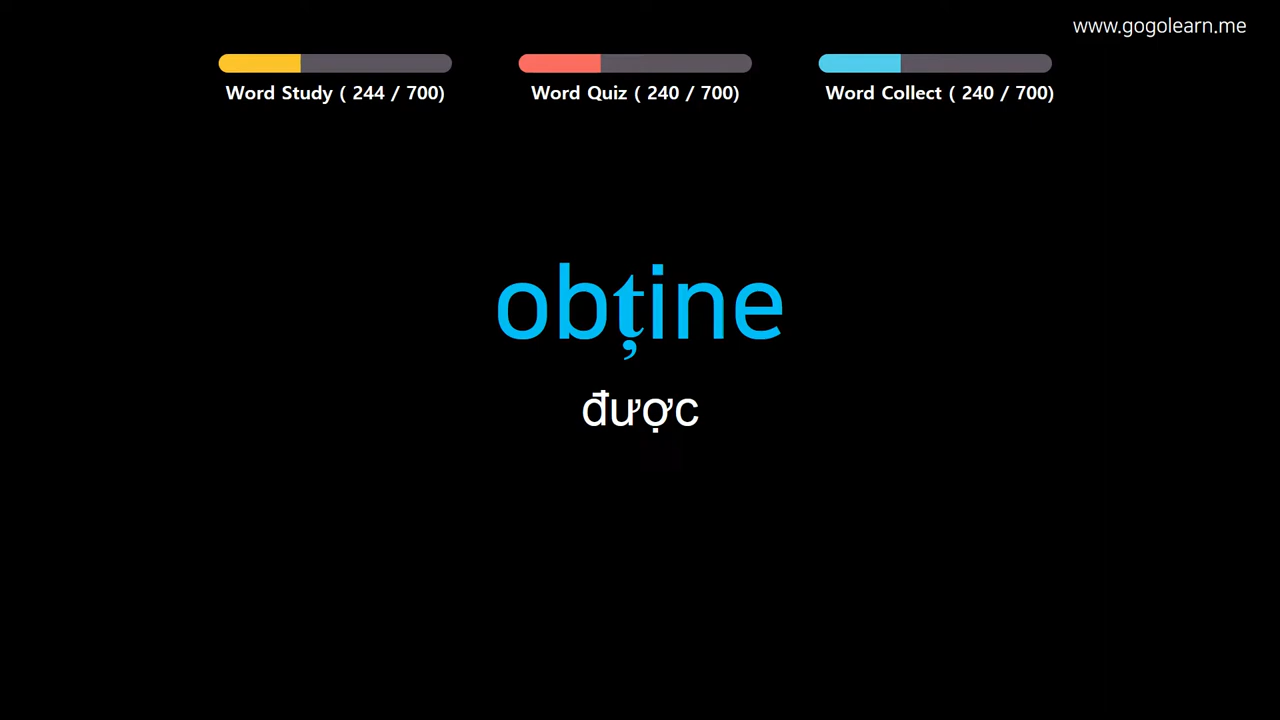 www.gogolearn.me
Word Study ( 244 / 700)
Word Quiz ( 240 / 700)
Word Collect ( 240 / 700)
obține
được